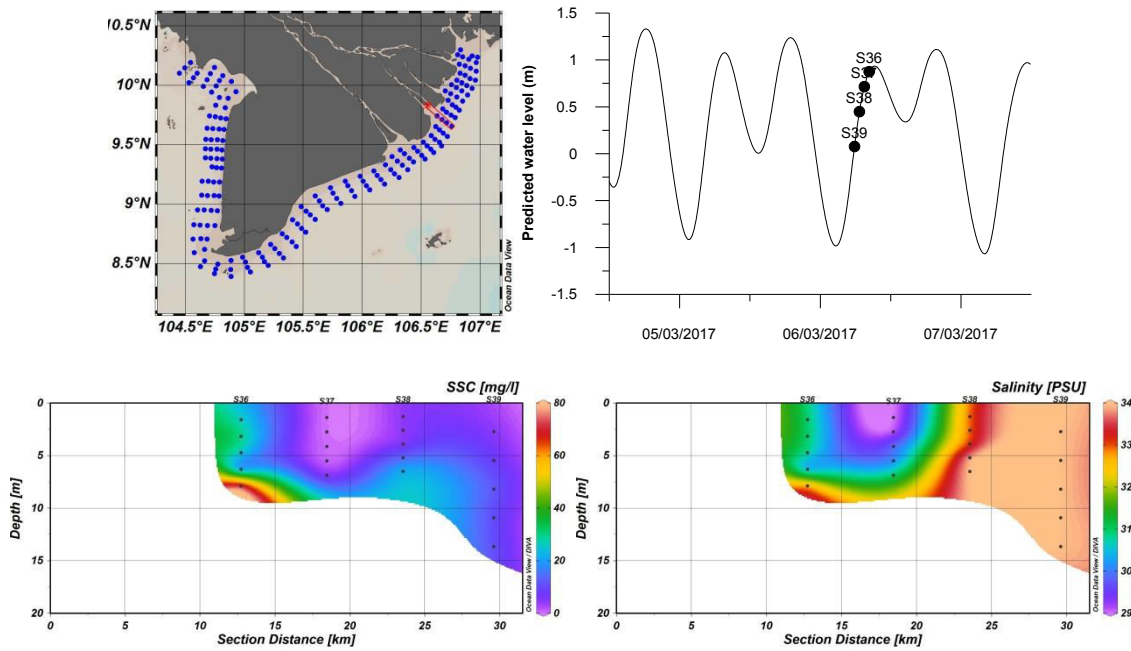 10.5°N
10°N
9.5°N
9°N
8.5°N
104.5°E 105°E 105.5°E 106°E 106.5°E 107°E
Ocean Data View
Predicted water level (m)
1.5
1
0.5
0
-0.5
-1
-1.5
S36
S38
S39
05/03/2017 06/03/2017 07/03/2017
SSC [mg/l]
S36 S37 S38 S39
0
5
10
15
20
Depth [m]
0 5 10 15 20 25 30
Section Distance [km]
80
60
40
20
0
Ocean Data View / DIVA
Salinity [PSU]
S36 S37 S38 S39
0
5
10
15
20
Depth [m]
0 5 10 15 20 25 30
Section Distance [km]
34
33
32
31
30
29
Ocean Data View / DIVA